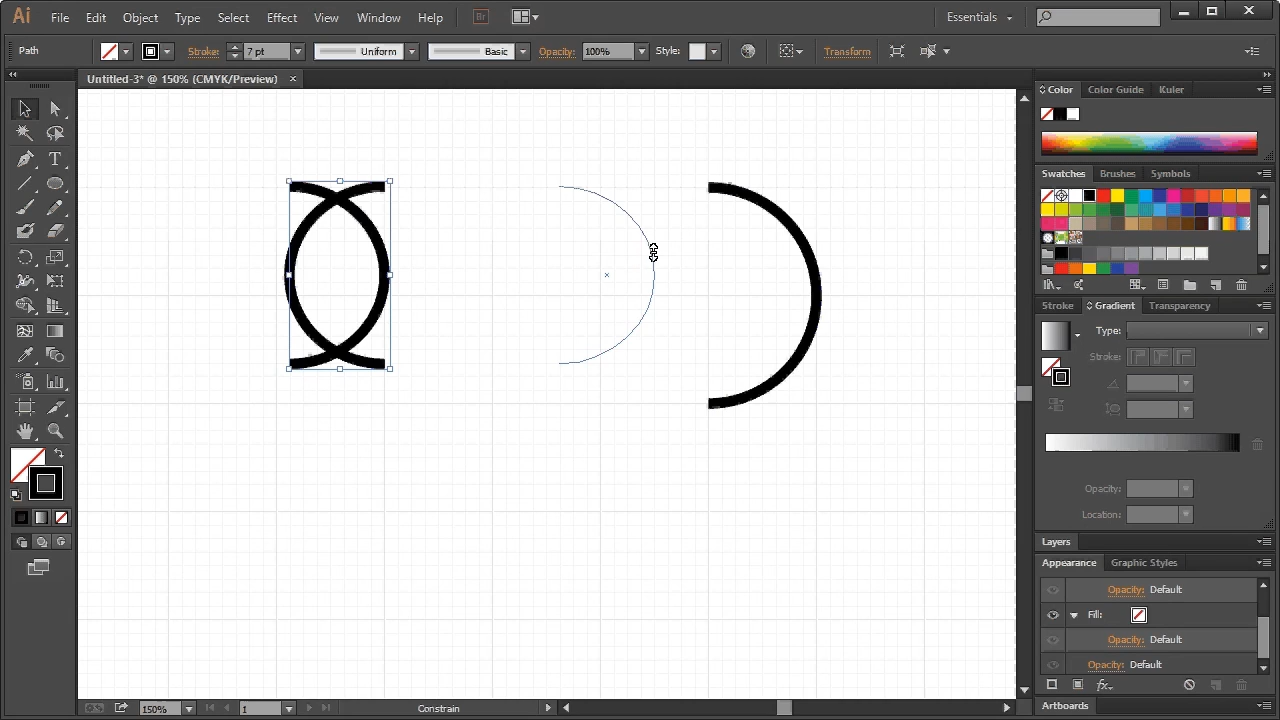 Ai File Edit Object Type Select Effect View Window Help Br Essentials
Path Stroke: 7 pt Uniform Basic Opacity: 100% Style: Transform
Untitled-3* @ 150% (CMYK/Preview) ×
Color Color Guide Kuler
Swatches Brushes Symbols
Stroke Gradient Transparency
Type:
Stroke:
Opacity:
Location:
Layers
Appearance Graphic Styles
Opacity: Default
Fill:
Opacity: Default
Opacity: Default
fx
Artboards
150% 1 Constrain